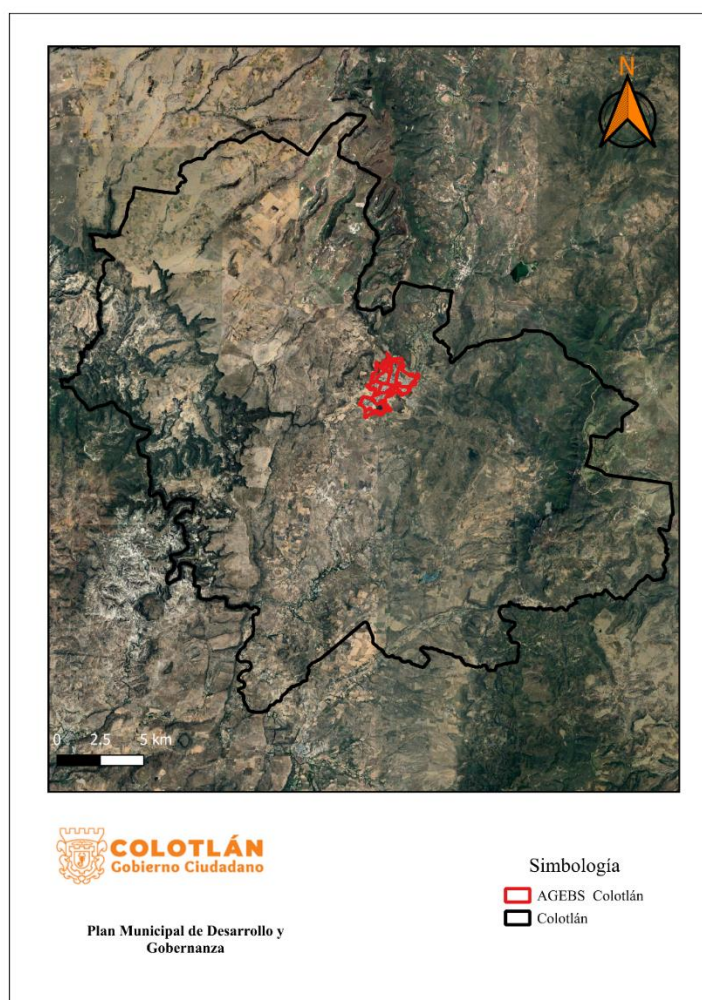 N
0 2.5 5 km
COLOTLÁN
Gobierno Ciudadano
Plan Municipal de Desarrollo y
Gobernanza
Simbología
AGEBS Colotlán
Colotlán